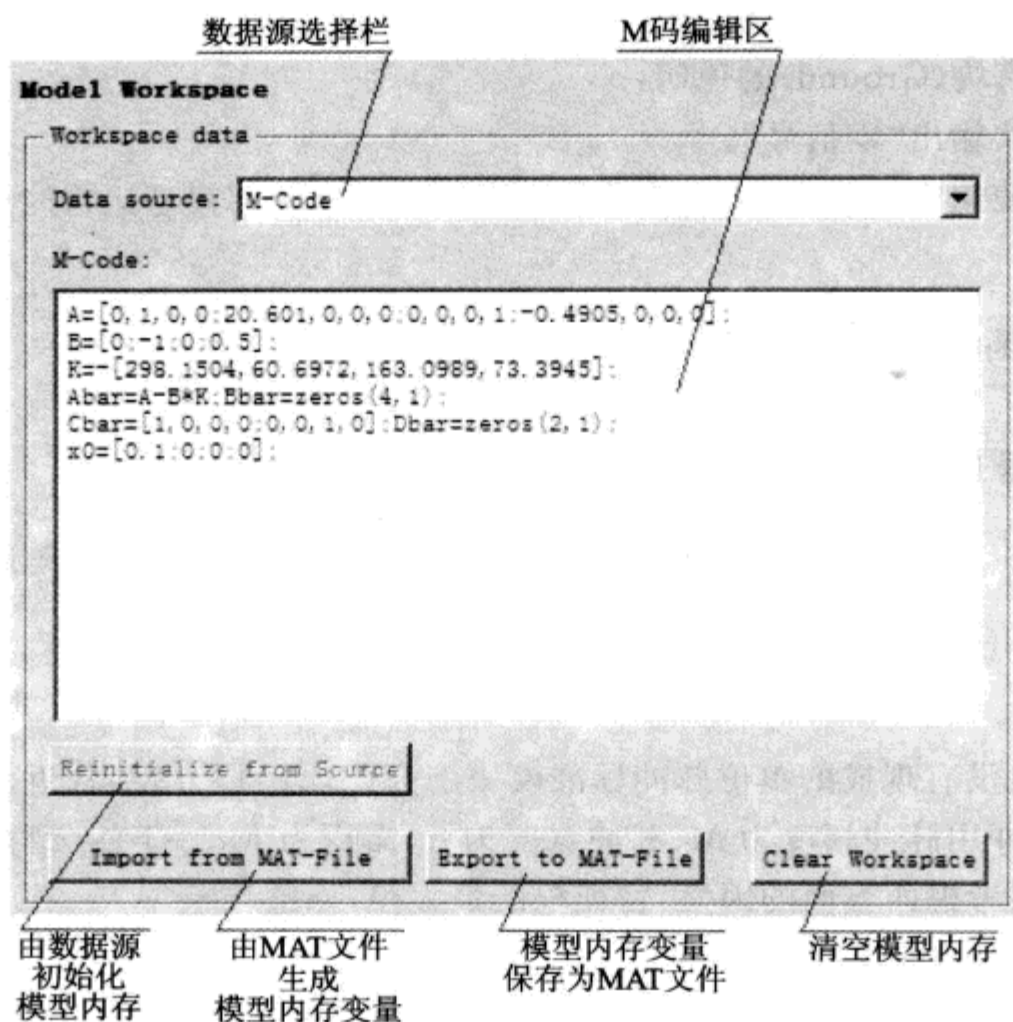 数据源选择栏
M码编辑区
Model Workspace
Workspace data
Data source: M-Code
M-Code:
A=[0,1,0,0;20.601,0,0,0;0,0,0,1;-0.4905,0,0,0];
B=[0;-1;0;0.5];
K=-[298.1504,60.6972,163.0989,73.3945];
Abar=A-B*K;Bbar=zeros(4,1);
Cbar=[1,0,0,0;0,0,1,0];Dbar=zeros(2,1);
x0=[0.1;0;0;0];
Reinitialize from Source
Import from MAT-File
Export to MAT-File
Clear Workspace
由数据源
初始化
模型内存
由MAT文件
生成
模型内存变量
模型内存变量
保存为MAT文件
清空模型内存